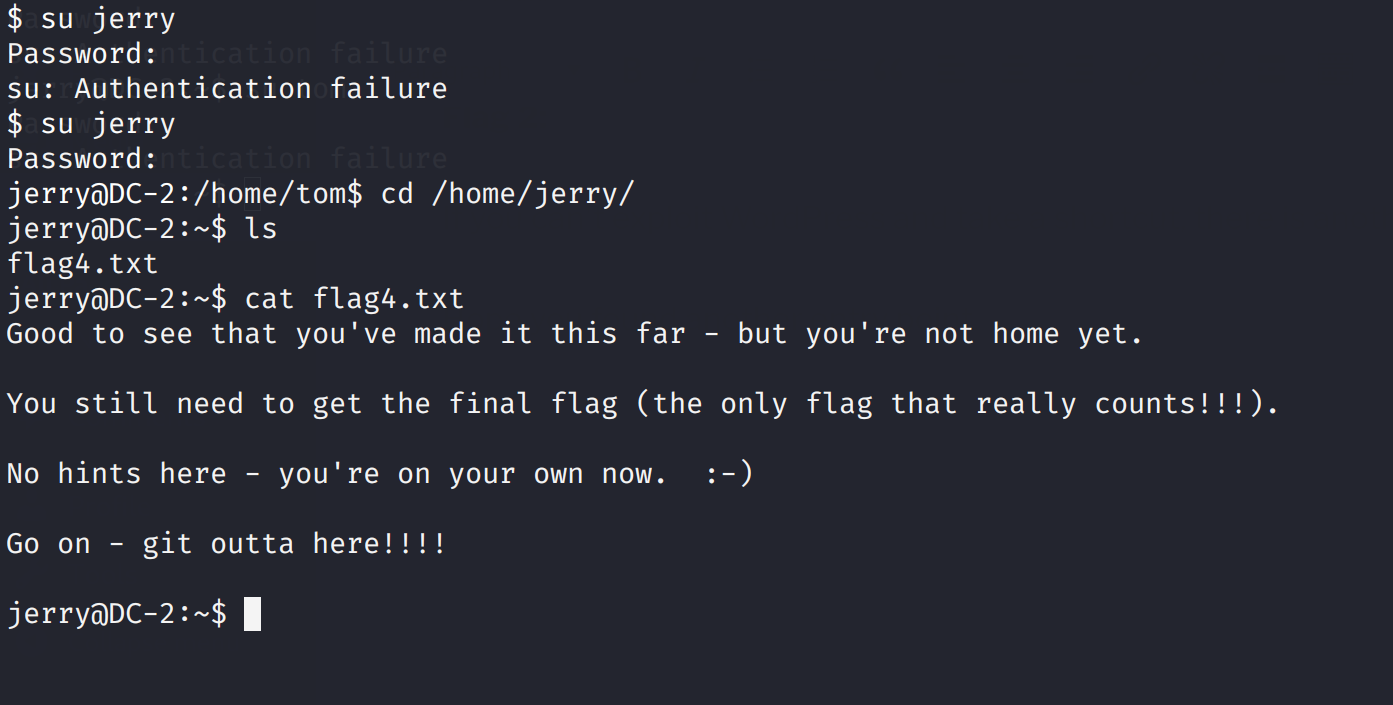 $ su jerry
Password:
su: Authentication failure
$ su jerry
Password:
jerry@DC-2:/home/tom$ cd /home/jerry/
jerry@DC-2:~$ ls
flag4.txt
jerry@DC-2:~$ cat flag4.txt
Good to see that you've made it this far - but you're not home yet.
You still need to get the final flag (the only flag that really counts!!!).
No hints here - you're on your own now.  :-)
Go on - git outta here!!!!
jerry@DC-2:~$